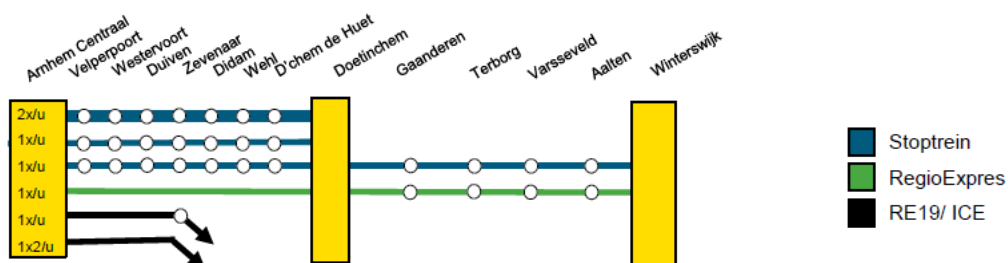 Arnhem Centraal
Velperpoort
Westervoort
Duiven
Zevenaar
Didam
Wehl
D'chem de Huet
Doetinchem
Gaanderen
Terborg
Varsseveld
Aalten
Winterswijk
2x/u
1x/u
1x/u
1x/u
1x/u
1x2/u
Stoptrein
RegioExpres
RE19/ ICE